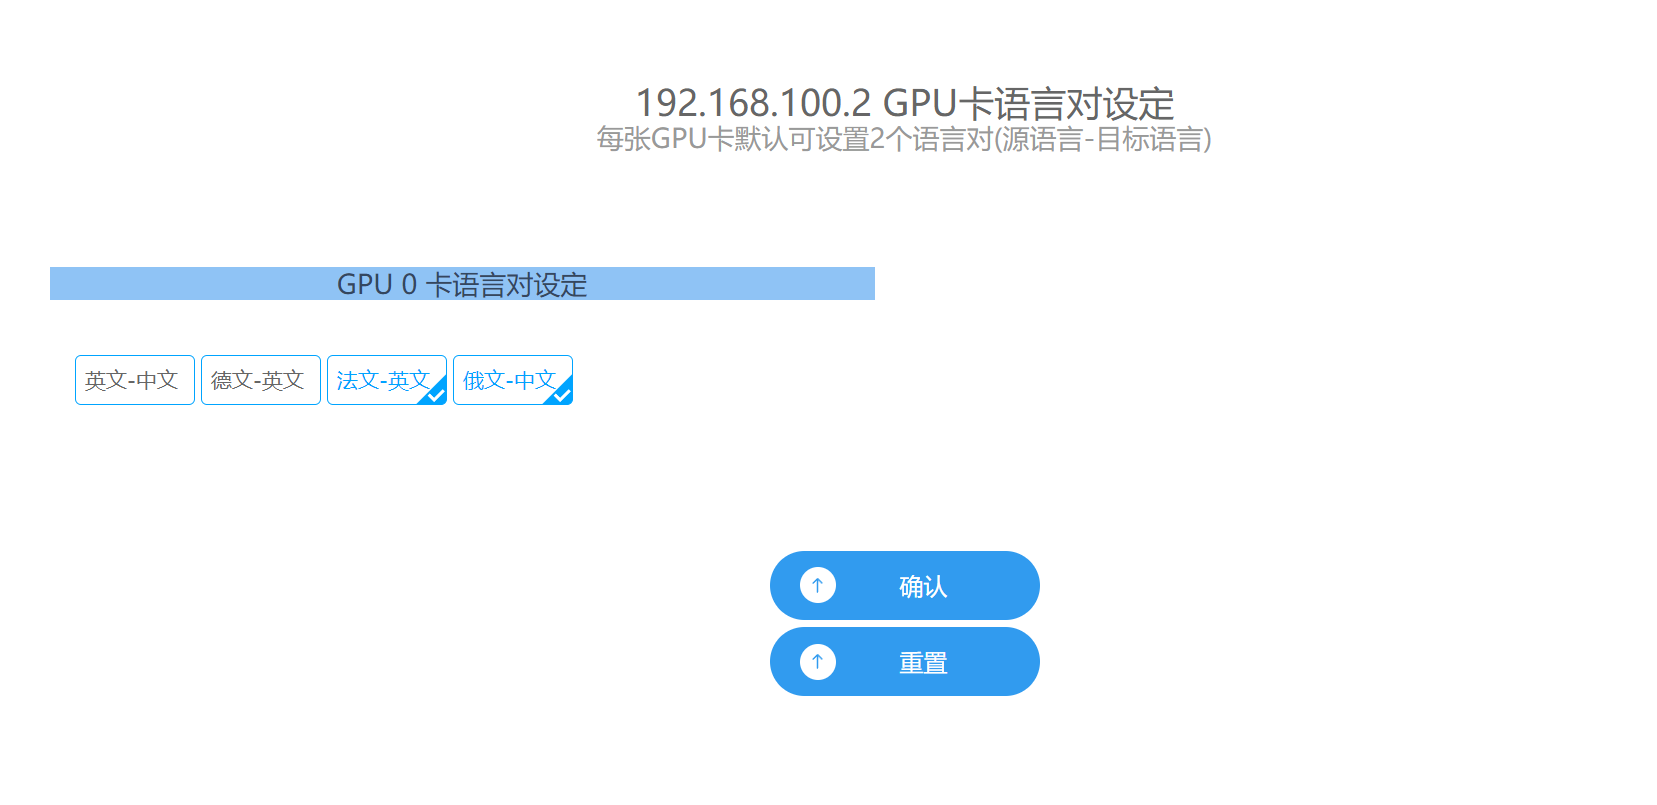 192.168.100.2 GPU卡语言对设定
每张GPU卡默认可设置2个语言对(源语言-目标语言)
GPU 0 卡语言对设定
英文-中文 德文-英文 法文-英文 俄文-中文
确认
重置